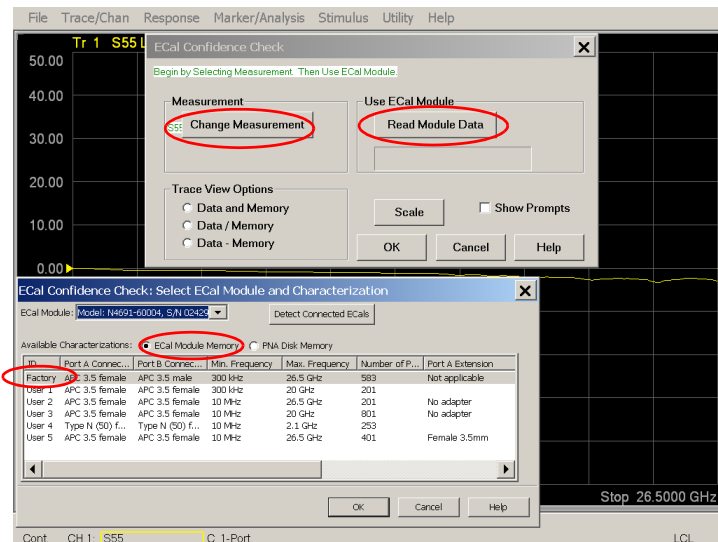 File Trace/Chan Response Marker/Analysis Stimulus Utility Help
Tr 1 S55 L
50.00
40.00
30.00
20.00
10.00
0.00
ECal Confidence Check
Begin by Selecting Measurement. Then Use ECal Module.
Measurement
S55 Change Measurement
Use ECal Module
Read Module Data
Trace View Options
Data and Memory
Data / Memory
Data - Memory
Scale
Show Prompts
OK Cancel Help
ECal Confidence Check: Select ECal Module and Characterization
ECal Module: Model: N4691-60004, S/N 02429
Detect Connected ECals
Available Characterizations: ECal Module Memory PNA Disk Memory
ID Port A Connec... Port B Connec... Min. Frequency Max. Frequency Number of P... Port A Extension
Factory APC 3.5 female APC 3.5 male 300 kHz 26.5 GHz 583 Not applicable
User 1 APC 3.5 female APC 3.5 female 300 kHz 20 GHz 201
User 2 APC 3.5 female APC 3.5 female 10 MHz 26.5 GHz 201 No adapter
User 3 APC 3.5 female APC 3.5 female 10 MHz 20 GHz 801 No adapter
User 4 Type N (50) f... Type N (50) f... 10 MHz 2.1 GHz 253
User 5 APC 3.5 female APC 3.5 female 10 MHz 26.5 GHz 401 Female 3.5mm
OK Cancel Help
Stop 26.5000 GHz
Cont. CH 1: S55 C 1-Port LCL